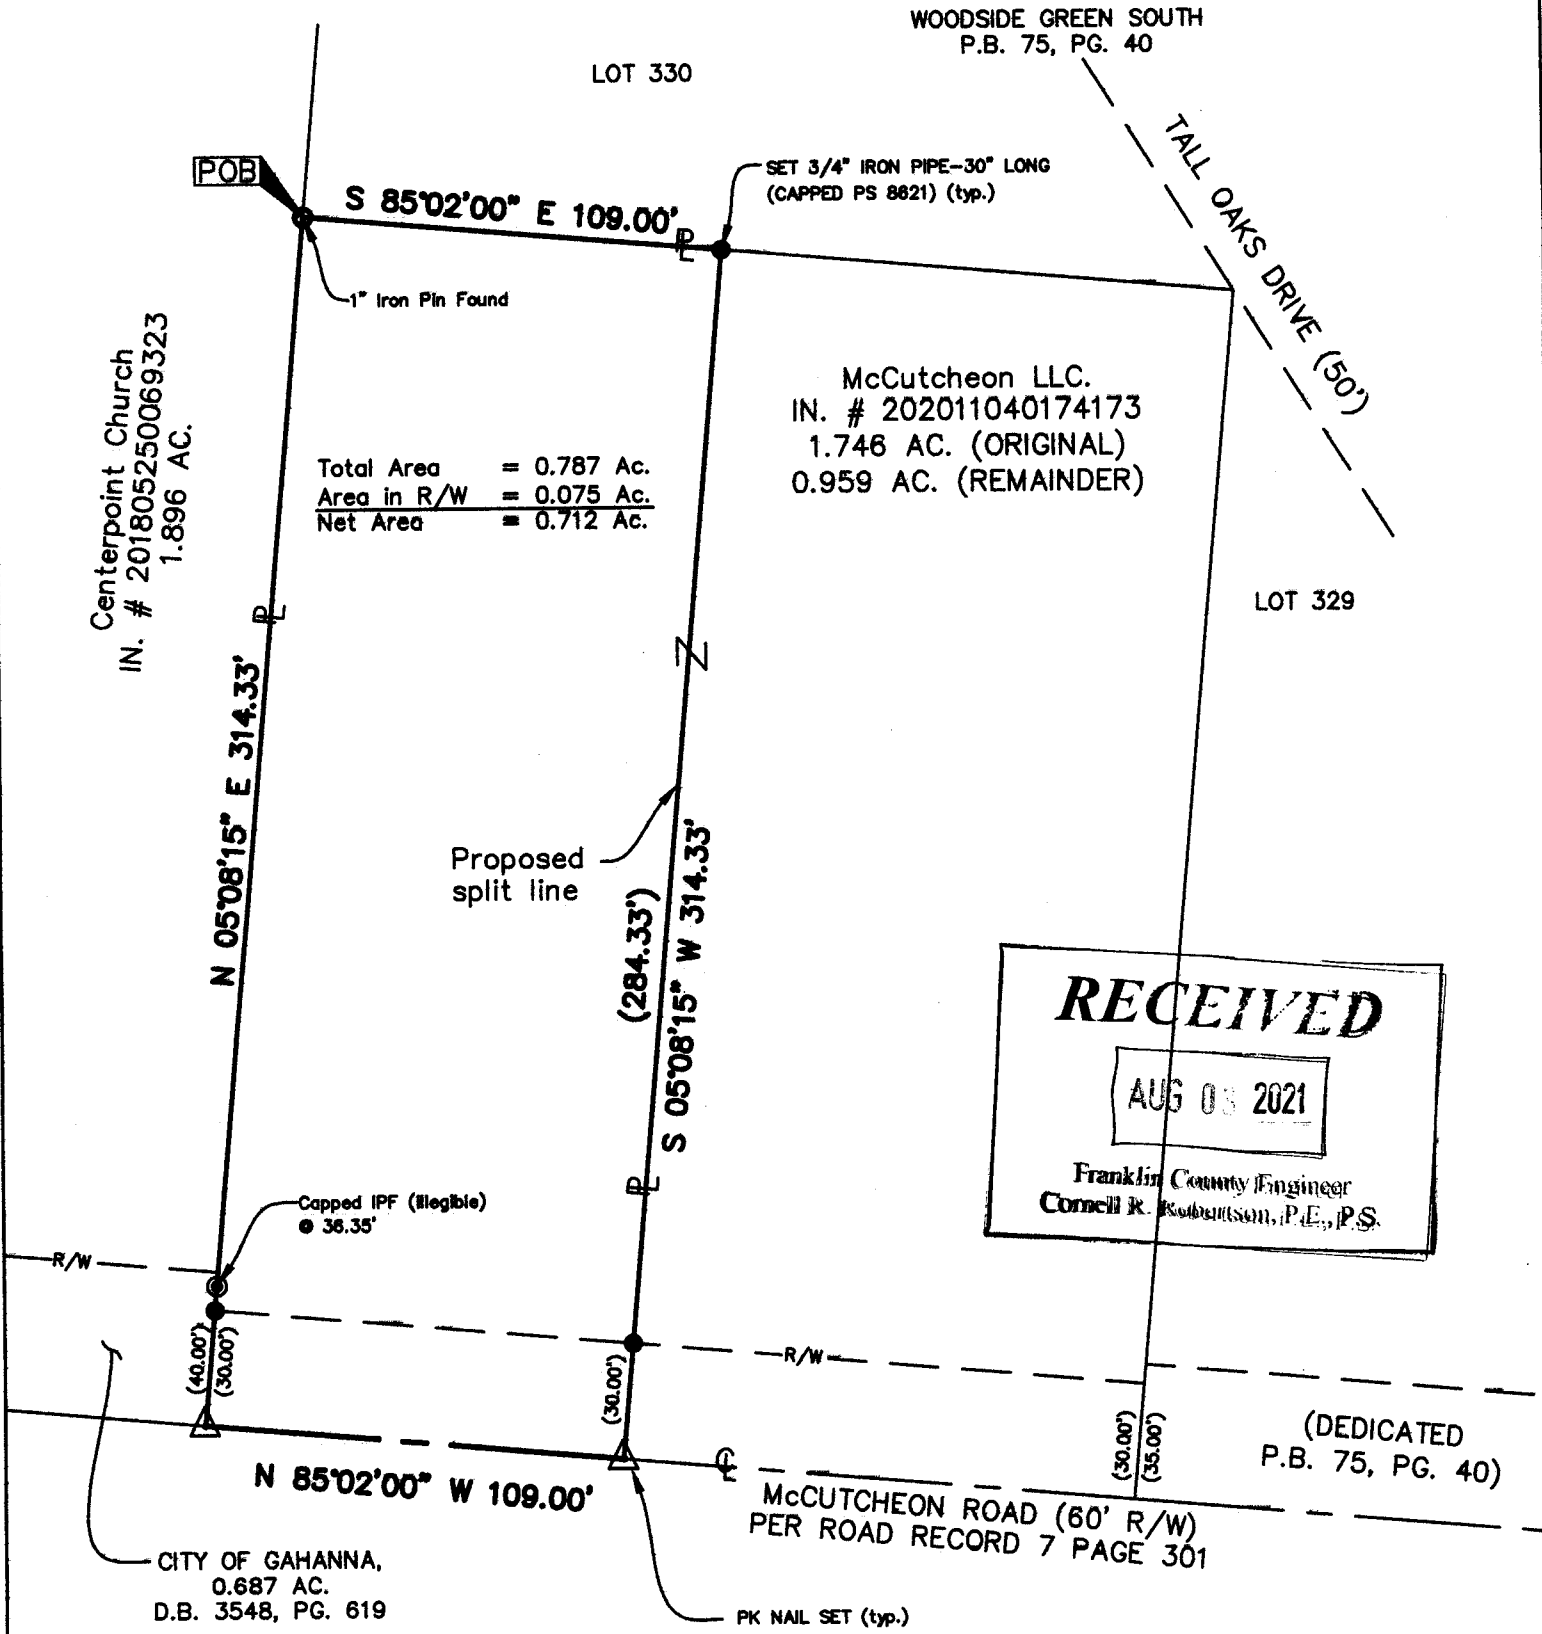 WOODSIDE GREEN SOUTH
P.B. 75, PG. 40
LOT 330
TALL OAKS DRIVE (50')
POB
S 85°02'00" E 109.00'
SET 3/4" IRON PIPE-30" LONG
(CAPPED PS 8621) (typ.)
PL
1" Iron Pin Found
Centerpoint Church
IN. # 201805250069323
1.896 AC.
McCutcheon LLC.
IN. # 202011040174173
1.746 AC. (ORIGINAL)
0.959 AC. (REMAINDER)
Total Area = 0.787 Ac.
Area in R/W = 0.075 Ac.
Net Area = 0.712 Ac.
LOT 329
PL
Z
N 05°08'15" E 314.33'
Proposed
split line
(284.33')
S 05°08'15" W 314.33'
RECEIVED
AUG 2021
Franklin County Engineer
Cornell R. Robertson, P.E., P.S.
PL
Capped IPF (Illegible)
@ 36.35'
R/W
(40.00')
(30.00')
(30.00')
R/W
(30.00')
(35.00')
(DEDICATED
P.B. 75, PG. 40)
CL
N 85°02'00" W 109.00'
McCUTCHEON ROAD (60' R/W)
PER ROAD RECORD 7 PAGE 301
CITY OF GAHANNA,
0.687 AC.
D.B. 3548, PG. 619
PK NAIL SET (typ.)